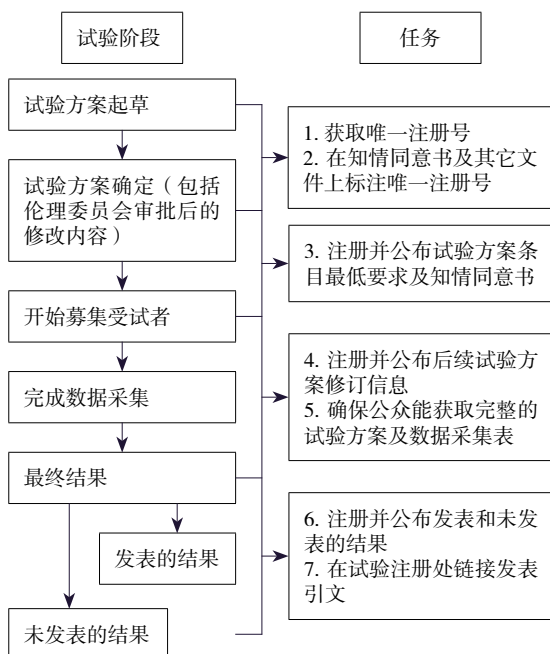 试验阶段
试验方案起草
试验方案确定（包括
伦理委员会审批后的
修改内容）
开始募集受试者
完成数据采集
最终结果
发表的结果
未发表的结果
任务
1. 获取唯一注册号
2. 在知情同意书及其它文
件上标注唯一注册号
3. 注册并公布试验方案条
目最低要求及知情同意书
4. 注册并公布后续试验方
案修订信息
5. 确保公众能获取完整的
试验方案及数据采集表
6. 注册并公布发表和未发
表的结果
7. 在试验注册处链接发表
引文